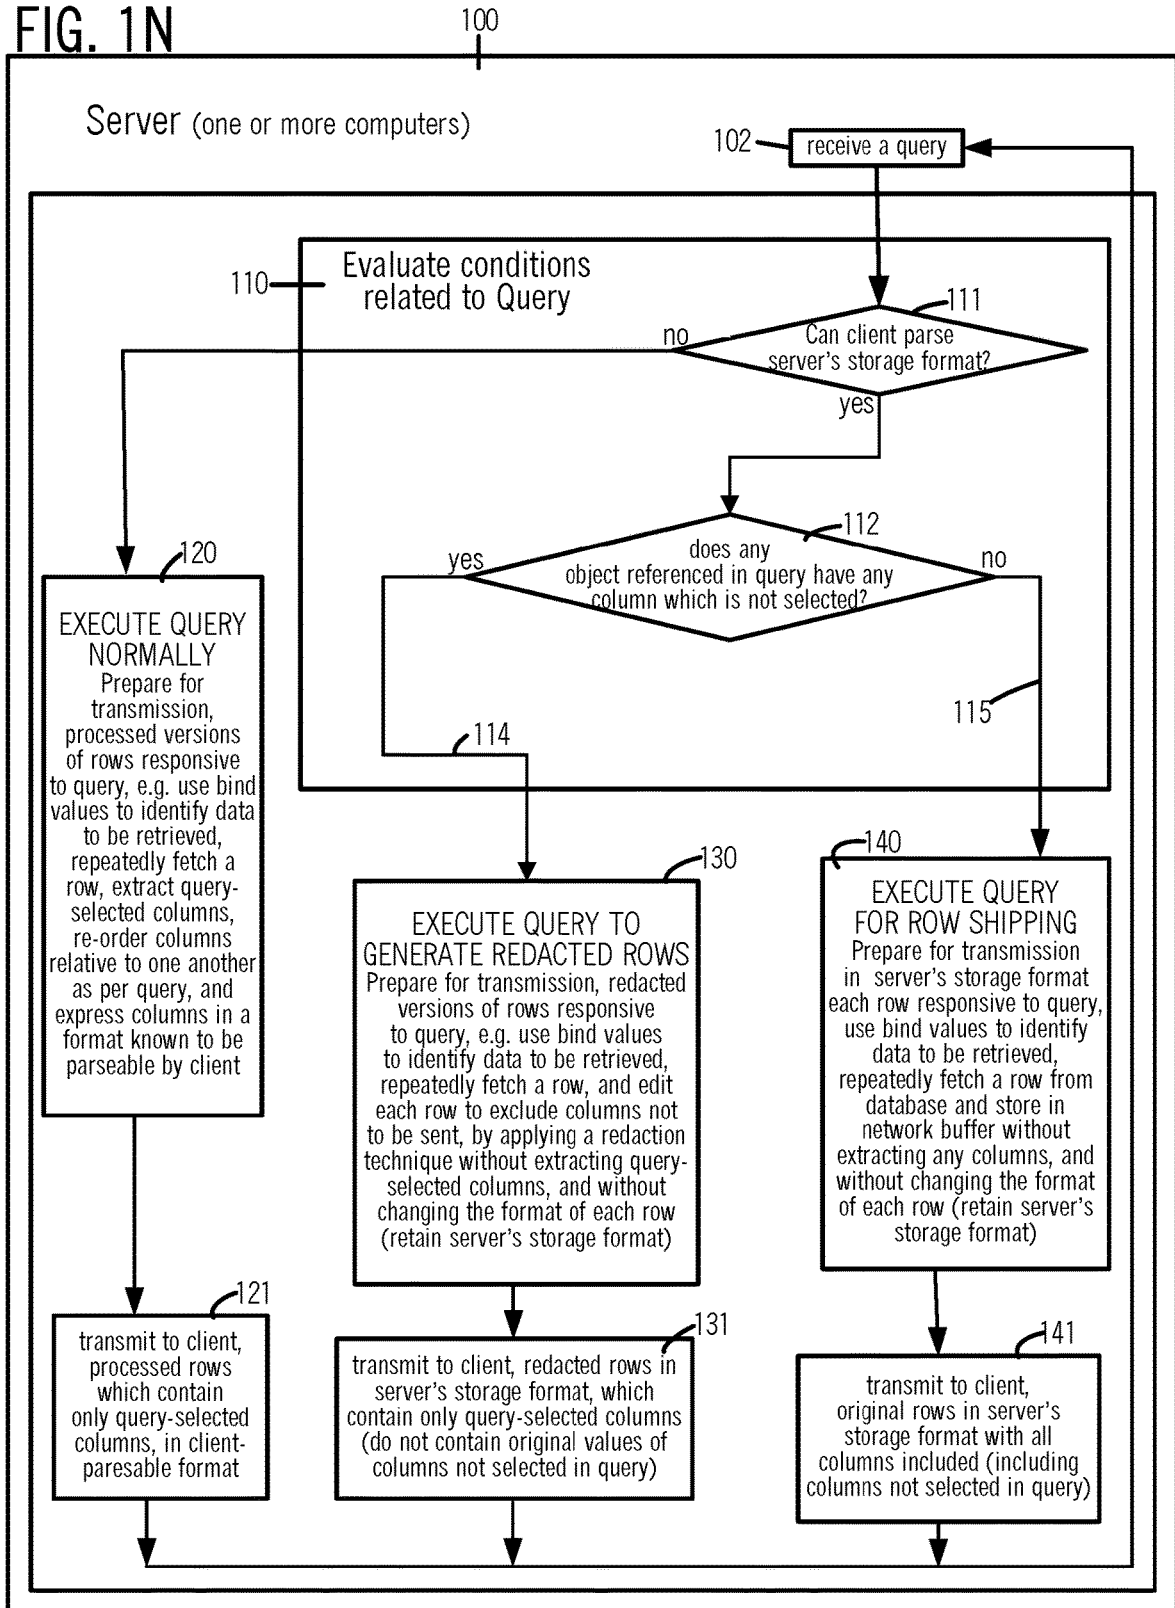 FIG. 1N
100
Server (one or more computers)
102
receive a query
110
Evaluate conditions
related to Query
111
Can client parse
server's storage format?
no
yes
112
does any
object referenced in query have any
column which is not selected?
yes
no
114
115
120
EXECUTE QUERY
NORMALLY
Prepare for
transmission,
processed versions
of rows responsive
to query, e.g. use bind
values to identify data
to be retrieved,
repeatedly fetch a
row, extract query-
selected columns,
re-order columns
relative to one another
as per query, and
express columns in a
format known to be
parseable by client
130
EXECUTE QUERY TO
GENERATE REDACTED ROWS
Prepare for transmission, redacted
versions of rows responsive
to query, e.g. use bind values
to identify data to be retrieved,
repeatedly fetch a row, and edit
each row to exclude columns not
to be sent, by applying a redaction
technique without extracting query-
selected columns, and without
changing the format of each row
(retain server's storage format)
140
EXECUTE QUERY
FOR ROW SHIPPING
Prepare for transmission
in server's storage format
each row responsive to query,
use bind values to identify
data to be retrieved,
repeatedly fetch a row from
database and store in
network buffer without
extracting any columns, and
without changing the format
of each row (retain server's
storage format)
121
transmit to client,
processed rows
which contain
only query-selected
columns, in client-
paresable format
131
transmit to client, redacted rows in
server's storage format, which
contain only query-selected columns
(do not contain original values of
columns not selected in query)
141
transmit to client,
original rows in server's
storage format with all
columns included (including
columns not selected in query)